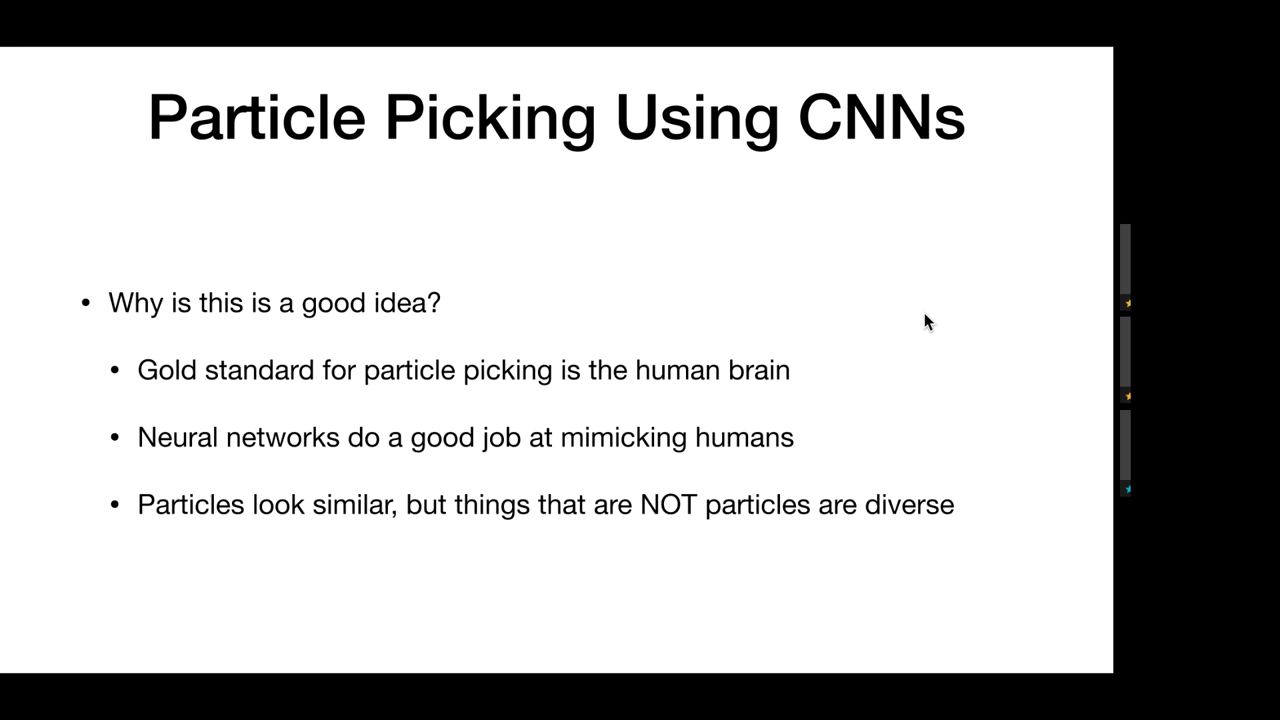 Particle Picking Using CNNs
• Why is this is a good idea?
• Gold standard for particle picking is the human brain
• Neural networks do a good job at mimicking humans
• Particles look similar, but things that are NOT particles are diverse